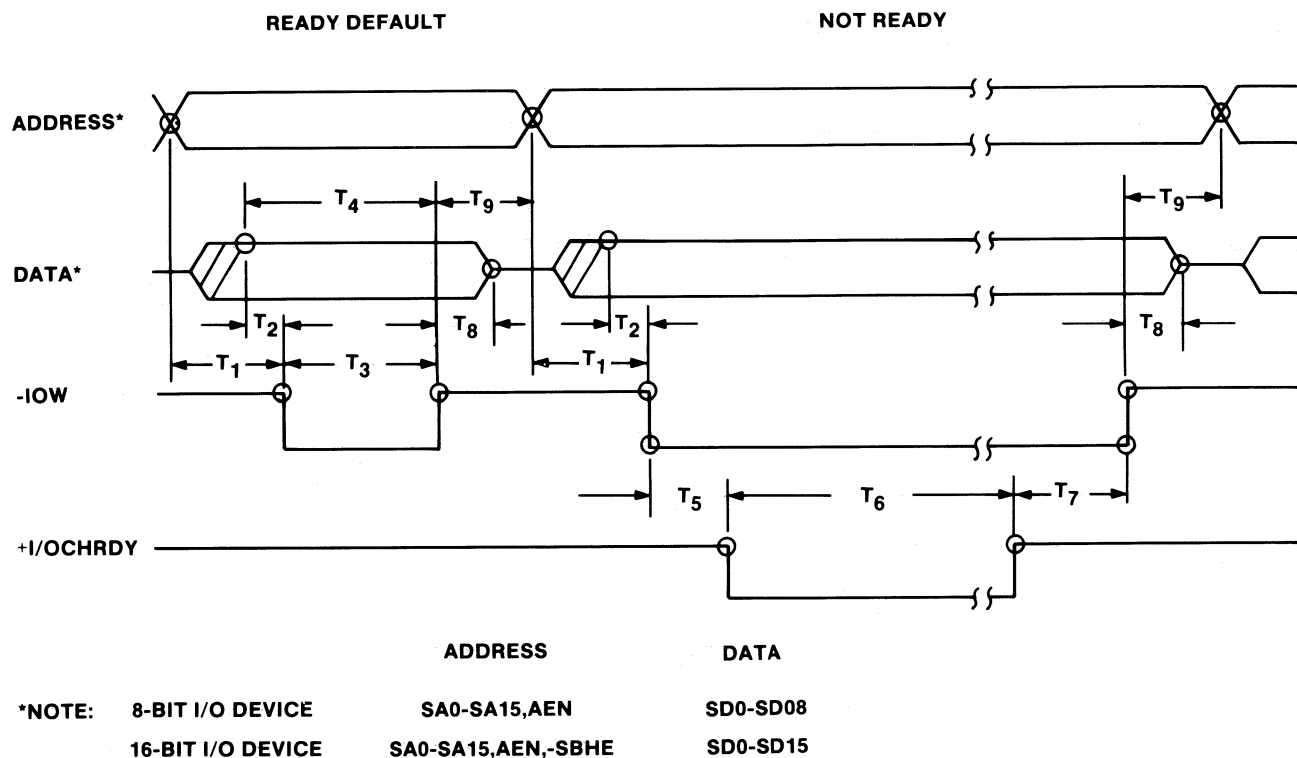 READY DEFAULT NOT READY
ADDRESS*
T4 T9 T9
DATA*
T2 T8 T2 T8
T1 T3 T1
-IOW
T5 T6 T7
+I/OCHRDY
ADDRESS DATA
*NOTE: 8-BIT I/O DEVICE SA0-SA15,AEN SD0-SD08
16-BIT I/O DEVICE SA0-SA15,AEN,-SBHE SD0-SD15